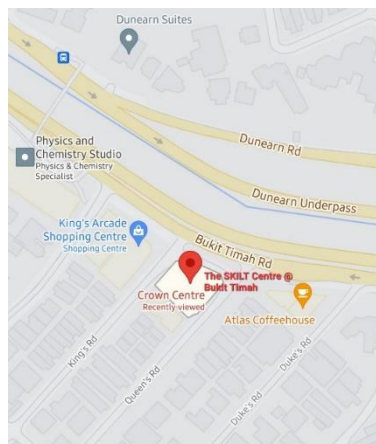 Dunearn Suites
Dunearn Rd
Physics and
Chemistry Studio
Physics & Chemistry
Specialist
Dunearn Underpass
King's Arcade
Shopping Centre
Shopping Centre
Bukit Timah Rd
The SKILT Centre @
Bukit Timah
Crown Centre
Recently viewed
Atlas Coffeehouse
King's Rd
Queen's Rd
Duke's Rd
Duke's Rd